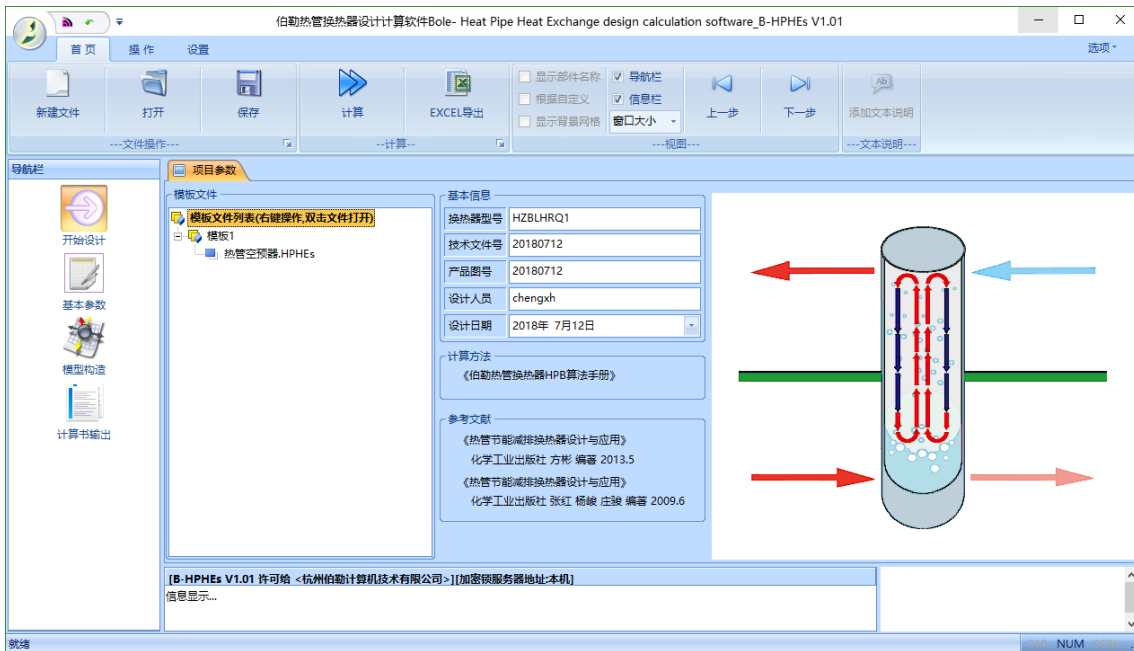 伯勒热管换热器设计计算软件Bole- Heat Pipe Heat Exchange design calculation software_B-HPHEs V1.01
首页 操作 设置 选项
新建文件 打开 保存 计算 EXCEL导出
显示部件名称 导航栏
根据自定义 信息栏
显示背景网格 窗口大小
上一步 下一步 添加文本说明
---文件操作--- ---计算--- ---视图--- ---文本说明---
导航栏
开始设计
基本参数
模型构造
计算书输出
项目参数
模板文件
模板文件列表(右键操作,双击文件打开)
模板1
热管空预器.HPHEs
基本信息
换热器型号 HZBLHRQ1
技术文件号 20180712
产品图号 20180712
设计人员 chengxh
设计日期 2018年 7月12日
计算方法
《伯勒热管换热器HPB算法手册》
参考文献
《热管节能减排换热器设计与应用》
化学工业出版社 方彬 编著 2013.5
《热管节能减排换热器设计与应用》
化学工业出版社 张红 杨峻 庄骏 编著 2009.6
[B-HPHEs V1.01 许可给 <杭州伯勒计算机技术有限公司>][加密锁服务器地址:本机]
信息显示...
就绪 CAP NUM SCRL